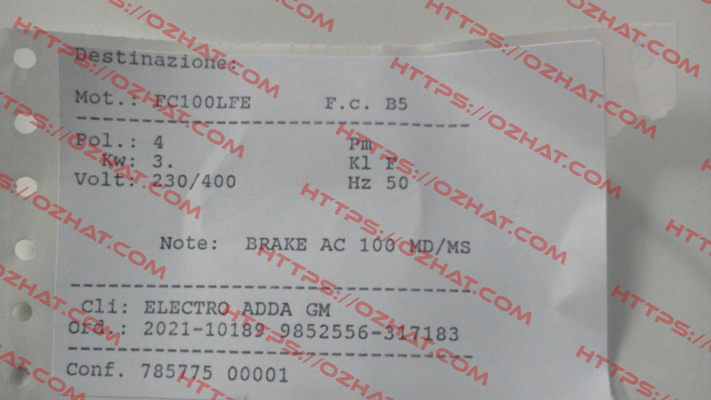 Destinazione:
Mot.: FC100LFE F.c. B5
Pol.: 4 Pm
Kw: 3. Kl F
Volt: 230/400 Hz 50
Note: BRAKE AC 100 MD/MS
Cli: ELECTRO ADDA GM
Ord.: 2021-10189 9852556-317183
Conf. 785775 00001
HTTPS://OZHAT.COM